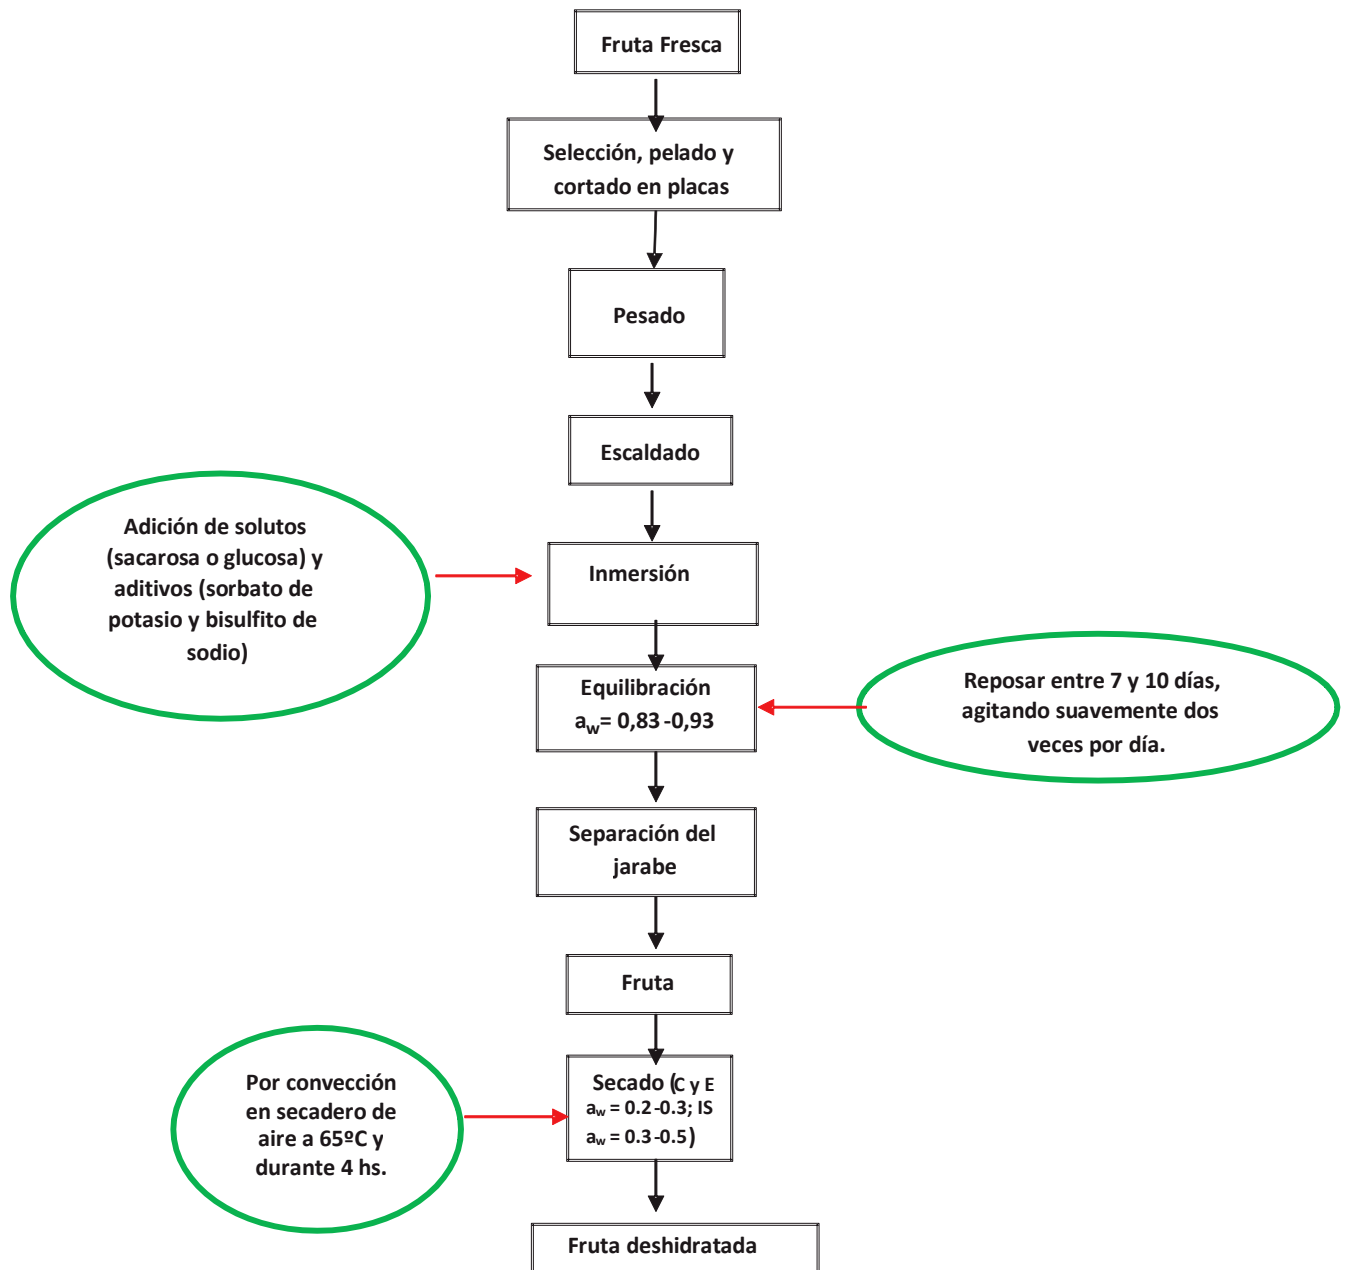 Fruta Fresca
Selección, pelado y
cortado en placas
Pesado
Escaldado
Adición de solutos
(sacarosa o glucosa) y
aditivos (sorbato de
potasio y bisulfito de
sodio)
Inmersión
Equilibración
aw= 0,83 -0,93
Reposar entre 7 y 10 días,
agitando suavemente dos
veces por día.
Separación del
jarabe
Fruta
Por convección
en secadero de
aire a 65ºC y
durante 4 hs.
Secado (C y E
aw = 0.2 -0.3; IS
aw = 0.3 -0.5)
Fruta deshidratada